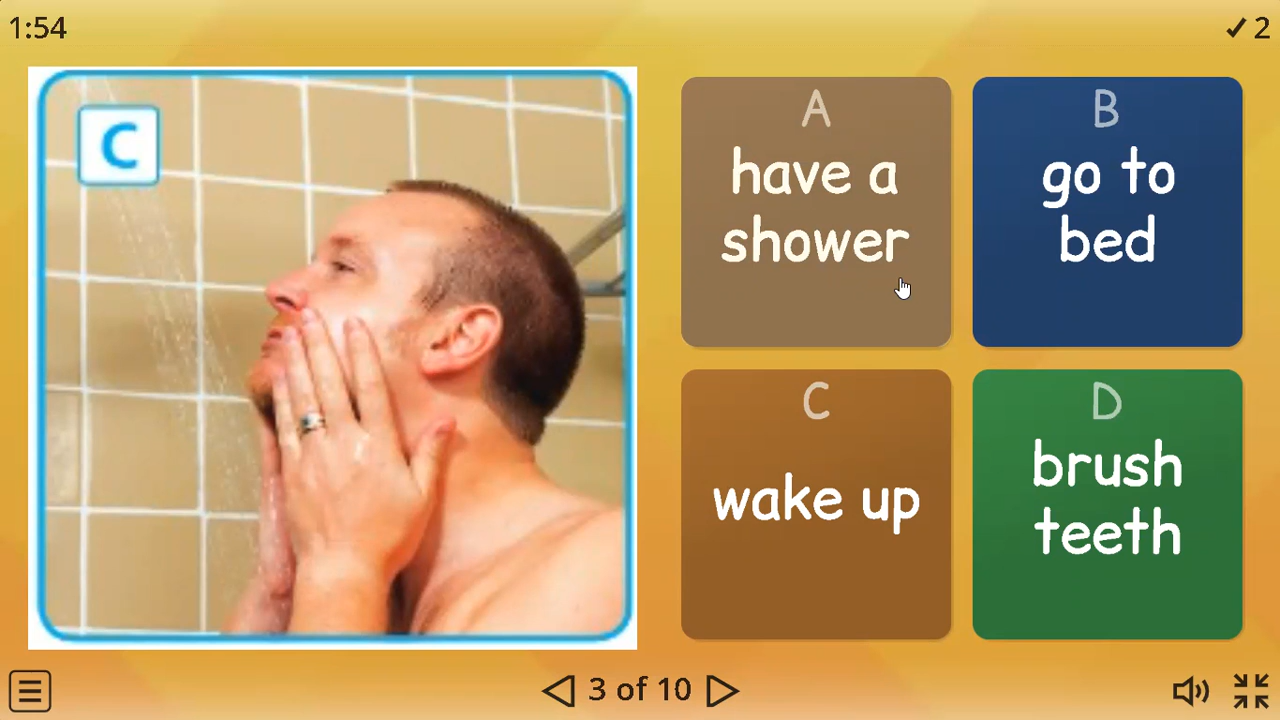 1:54
✓ 2
C
A
have a
shower
B
go to
bed
C
wake up
D
brush
teeth
3 of 10